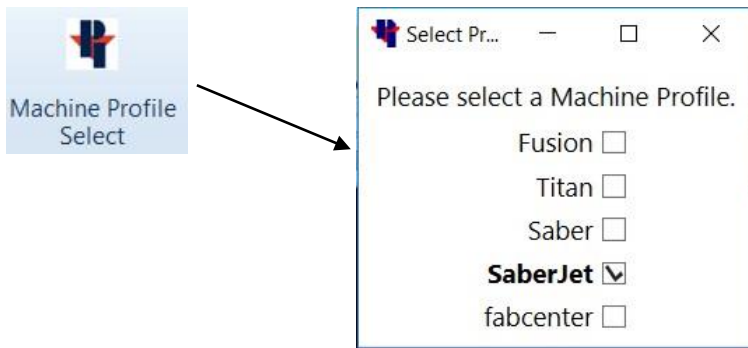 Machine Profile
Select
Select Pr...
Please select a Machine Profile.
Fusion
Titan
Saber
SaberJet
fabcenter